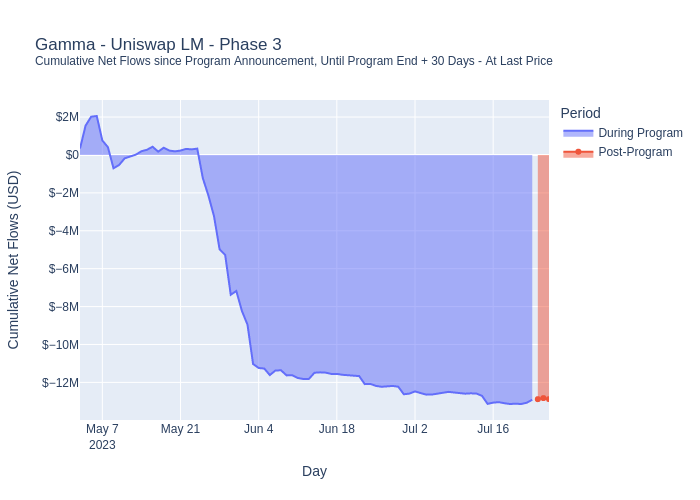 Gamma - Uniswap LM - Phase 3
Cumulative Net Flows since Program Announcement, Until Program End + 30 Days - At Last Price
Period
During Program
Post-Program
Cumulative Net Flows (USD)
$2M
$0
$−2M
$−4M
$−6M
$−8M
$−10M
$−12M
May 7
2023
May 21
Jun 4
Jun 18
Jul 2
Jul 16
Day